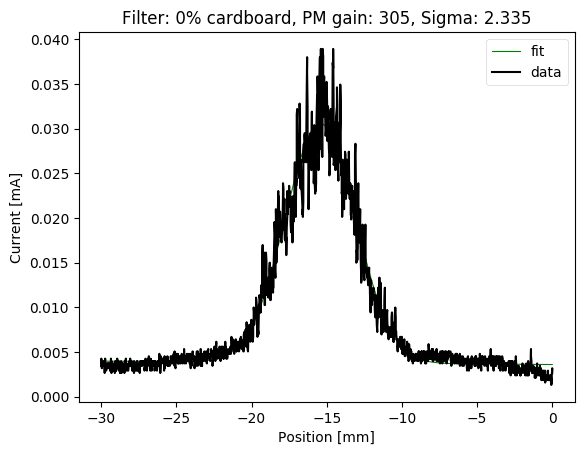 Filter: 0% cardboard, PM gain: 305, Sigma: 2.335
fit
data
0.040
0.035
0.030
0.025
0.020
0.015
0.010
0.005
0.000
Current [mA]
−30 −25 −20 −15 −10 −5 0
Position [mm]